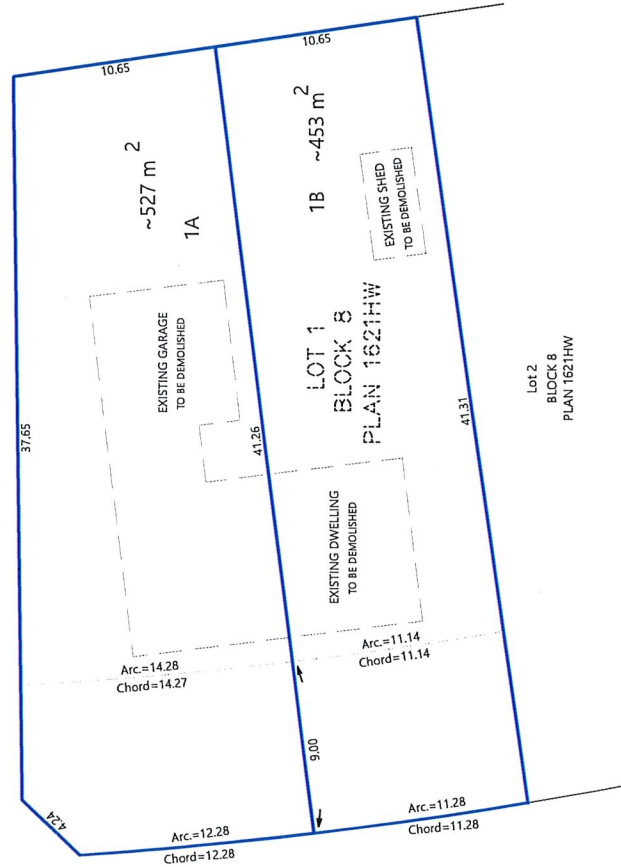 10.65
10.65
~527 m 2
1A
~453 m 2
1B
EXISTING SHED
TO BE DEMOLISHED
EXISTING GARAGE
TO BE DEMOLISHED
LOT 1
BLOCK 8
PLAN 1621HW
37.65
41.26
41.31
Lot 2
BLOCK 8
PLAN 1621HW
EXISTING DWELLING
TO BE DEMOLISHED
Arc.=14.28
Chord=14.27
Arc.=11.14
Chord=11.14
9.00
4.24
Arc.=12.28
Chord=12.28
Arc.=11.28
Chord=11.28